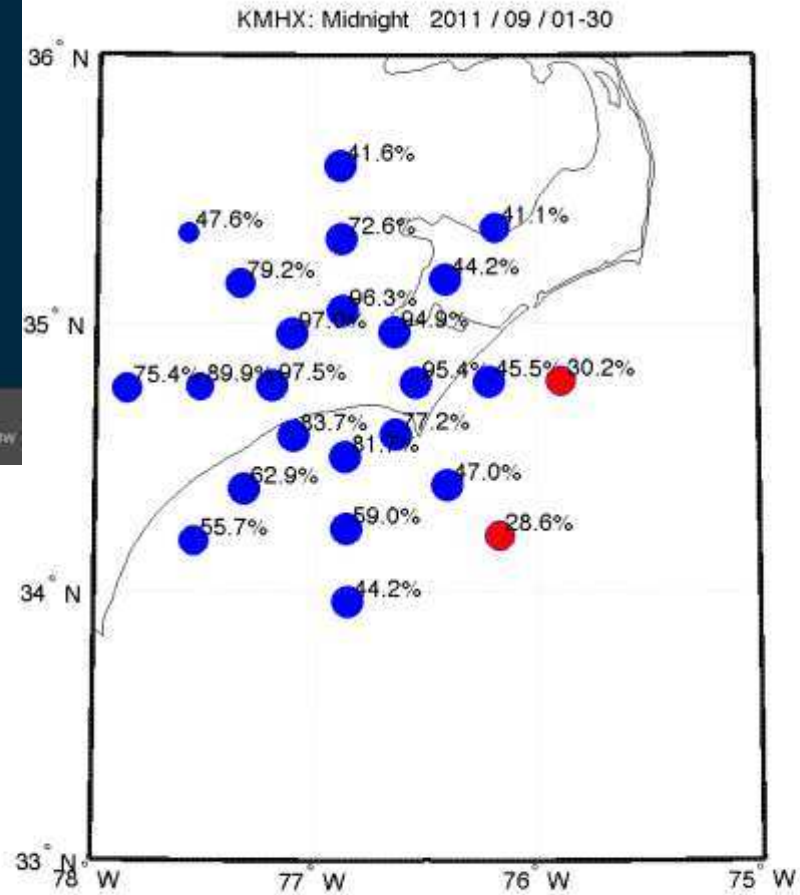 KMHX: Midnight 2011 / 09 / 01-30
36° N
41.6%
47.6%
72.6%
41.1%
79.2%
44.2%
96.3%
35° N
94.9%
75.4%
89.9%
97.5%
95.4%
45.5%
30.2%
83.7%
77.2%
62.9%
47.0%
55.7%
59.0%
28.6%
44.2%
34° N
33° N
78° W
77° W
76° W
75° W